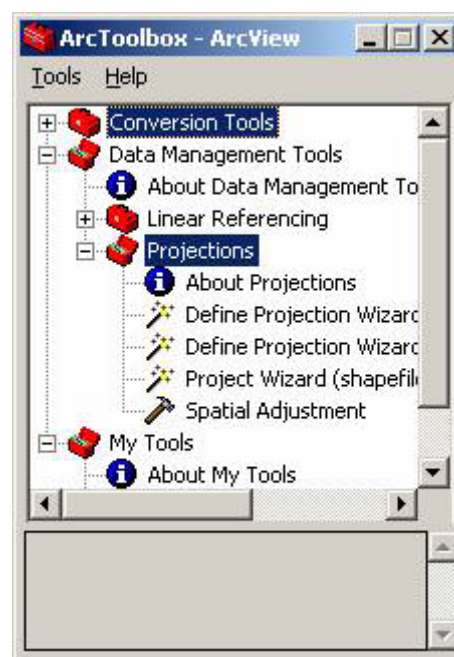 ArcToolbox - ArcView
Tools Help
Conversion Tools
Data Management Tools
About Data Management To
Linear Referencing
Projections
About Projections
Define Projection Wizard
Define Projection Wizard
Project Wizard (shapefil
Spatial Adjustment
My Tools
About My Tools